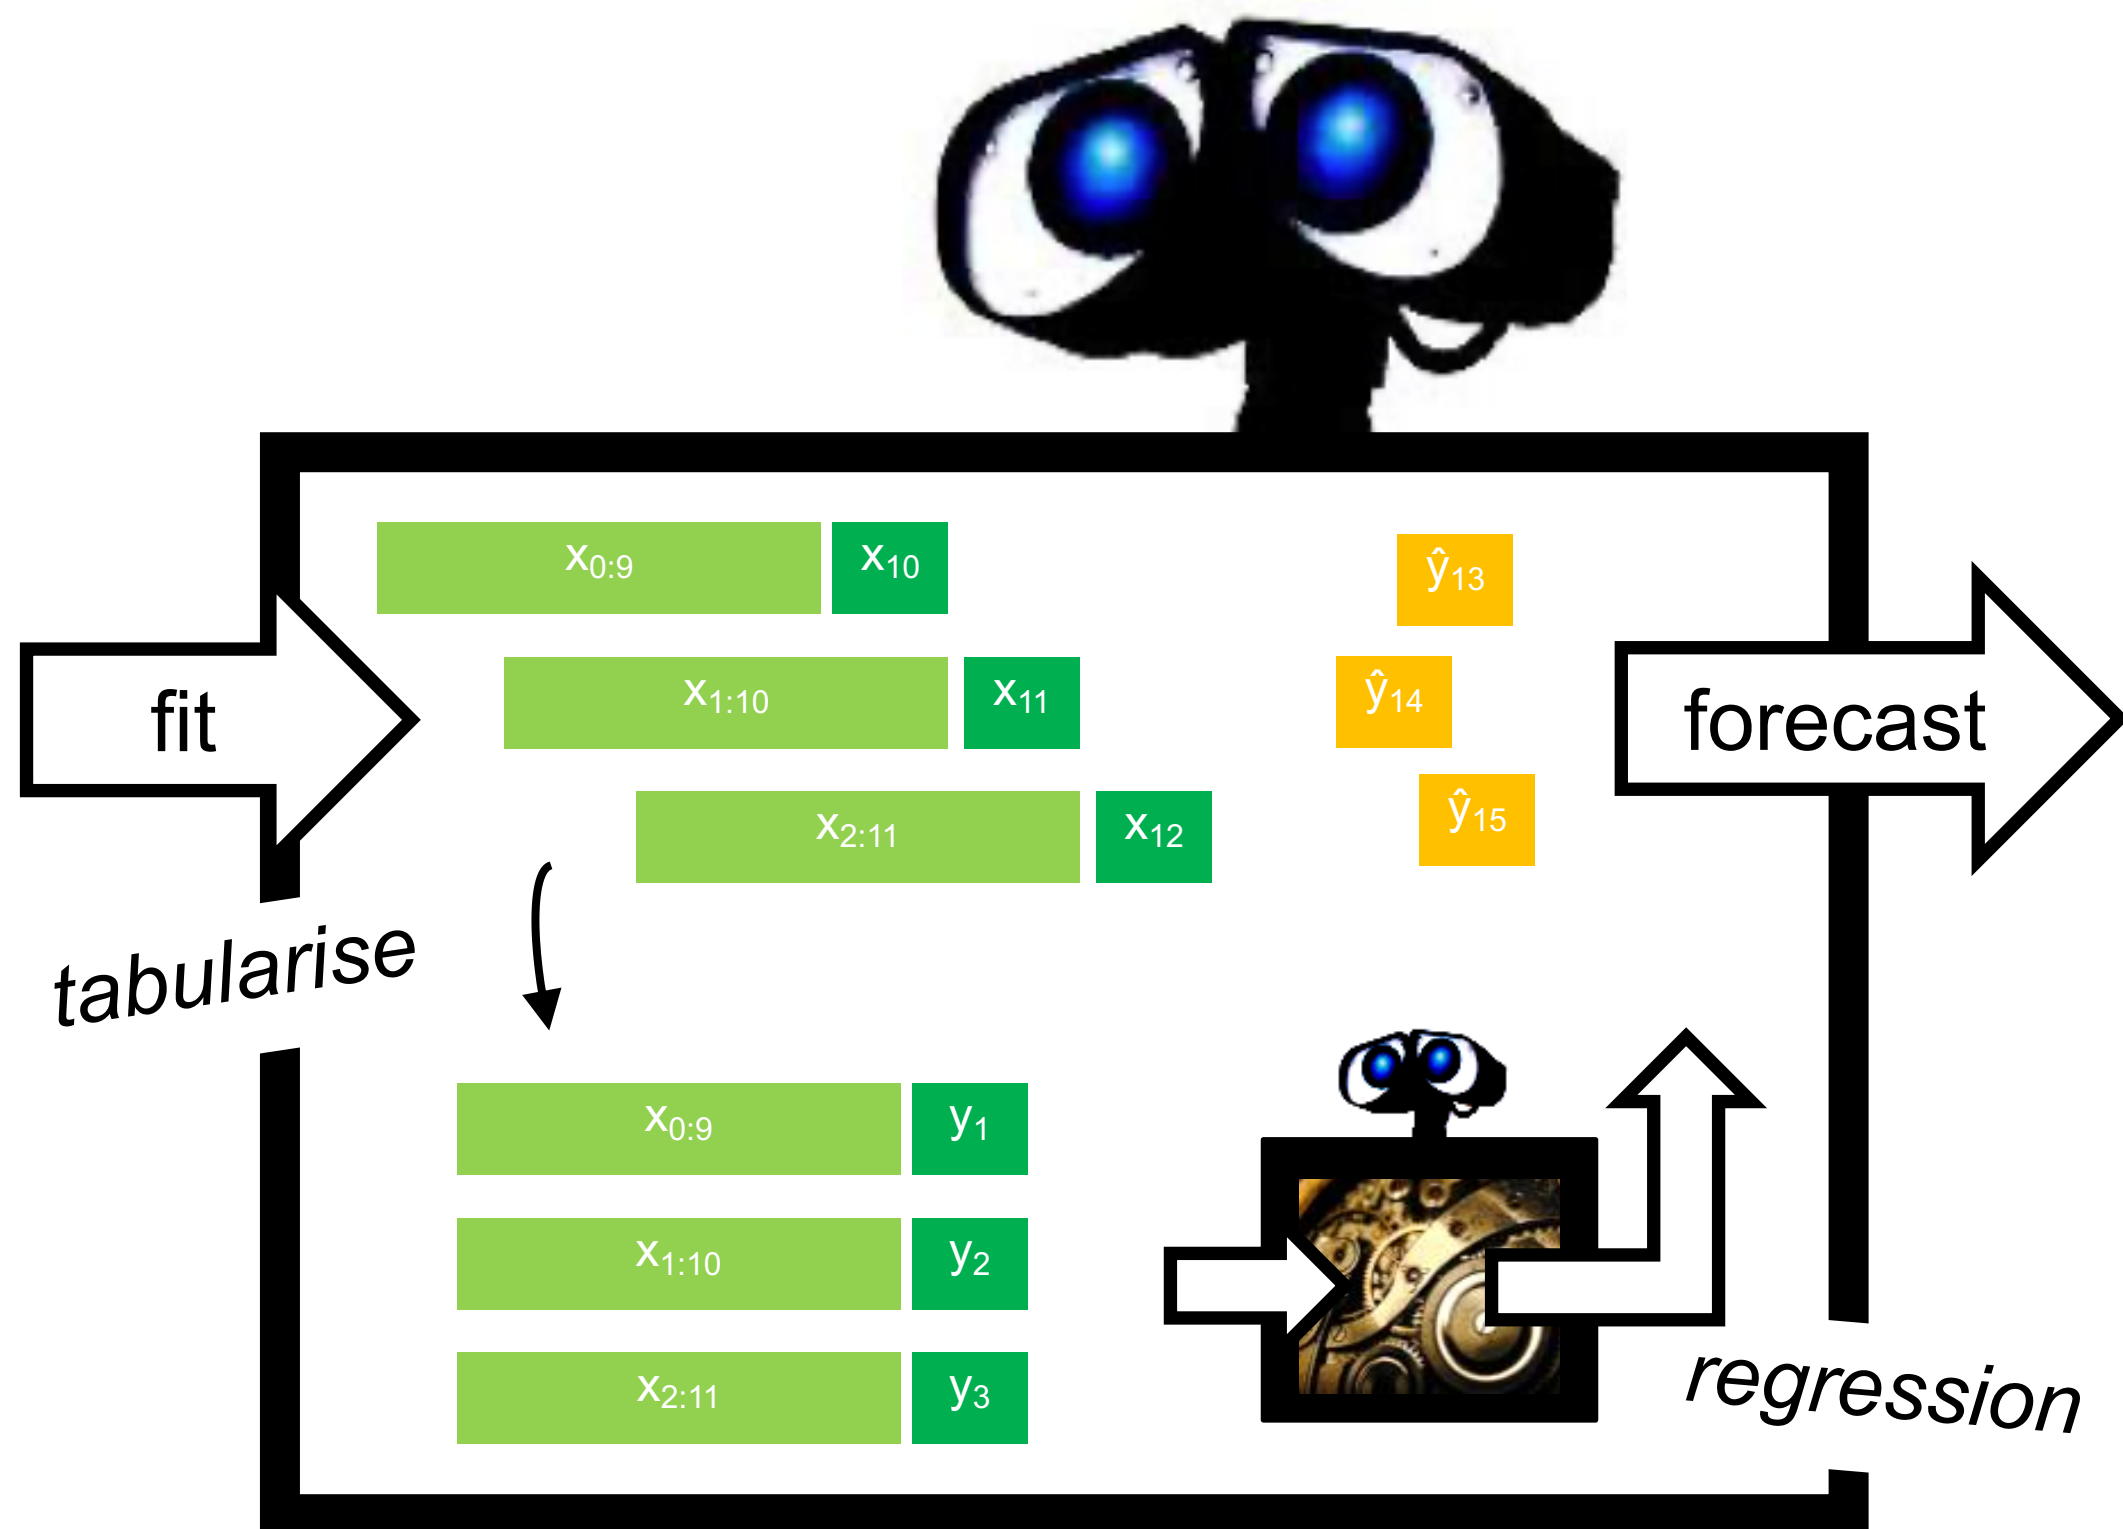 x₀:₉ x₁₀
ŷ₁₃
x₁:₁₀ x₁₁
ŷ₁₄
fit
forecast
x₂:₁₁ x₁₂
ŷ₁₅
tabularise
x₀:₉ y₁
x₁:₁₀ y₂
x₂:₁₁ y₃
regression